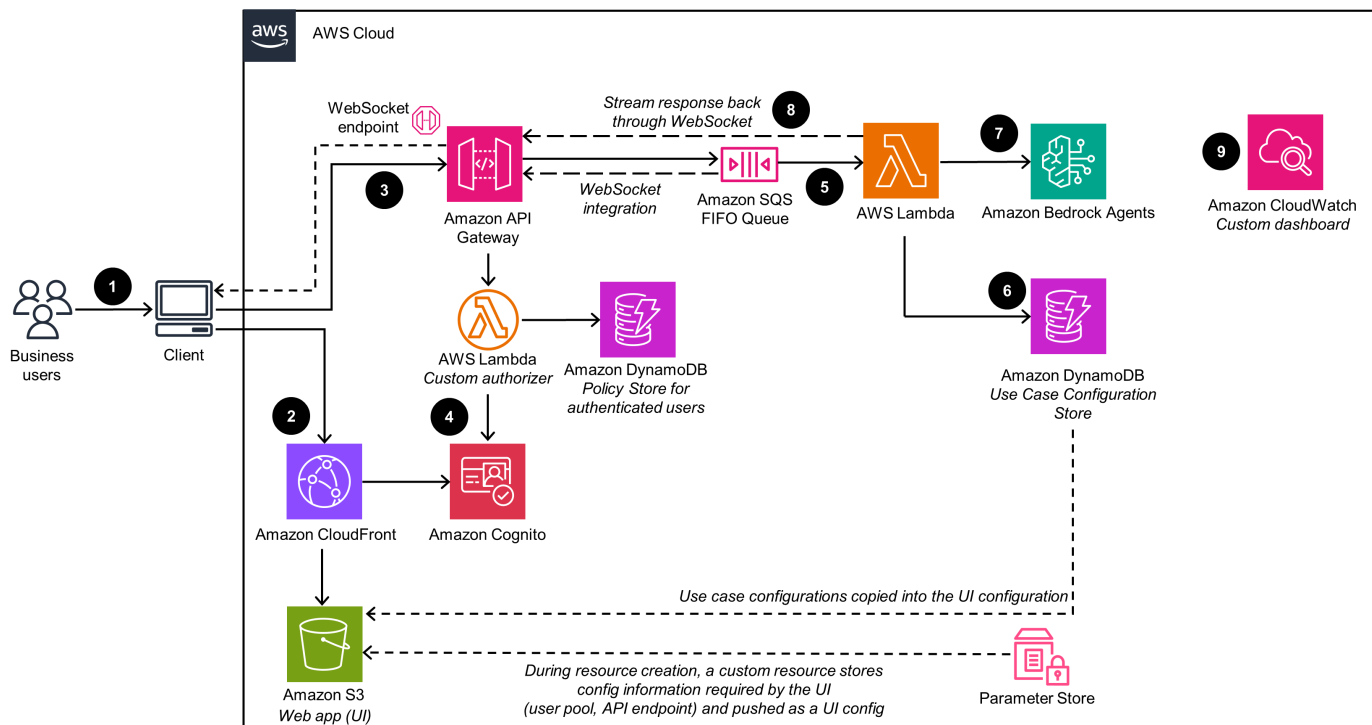 aws
AWS Cloud
WebSocket
endpoint
Stream response back
through WebSocket
8
7
9
3
WebSocket
integration
5
Amazon API
Gateway
Amazon SQS
FIFO Queue
AWS Lambda
Amazon Bedrock Agents
Amazon CloudWatch
Custom dashboard
1
6
Business
users
Client
AWS Lambda
Custom authorizer
Amazon DynamoDB
Policy Store for
authenticated users
Amazon DynamoDB
Use Case Configuration
Store
2
4
Amazon CloudFront
Amazon Cognito
Use case configurations copied into the UI configuration
During resource creation, a custom resource stores
config information required by the UI
(user pool, API endpoint) and pushed as a UI config
Parameter Store
Amazon S3
Web app (UI)